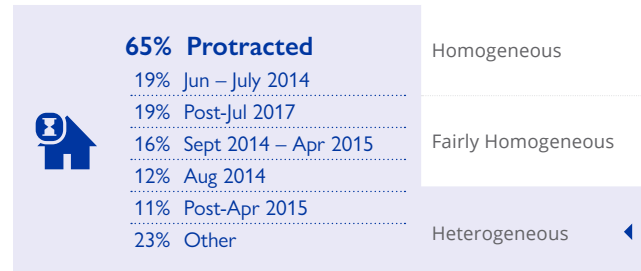 65% Protracted
19% Jun – July 2014
19% Post-Jul 2017
16% Sept 2014 – Apr 2015
12% Aug 2014
11% Post-Apr 2015
23% Other
Homogeneous
Fairly Homogeneous
Heterogeneous